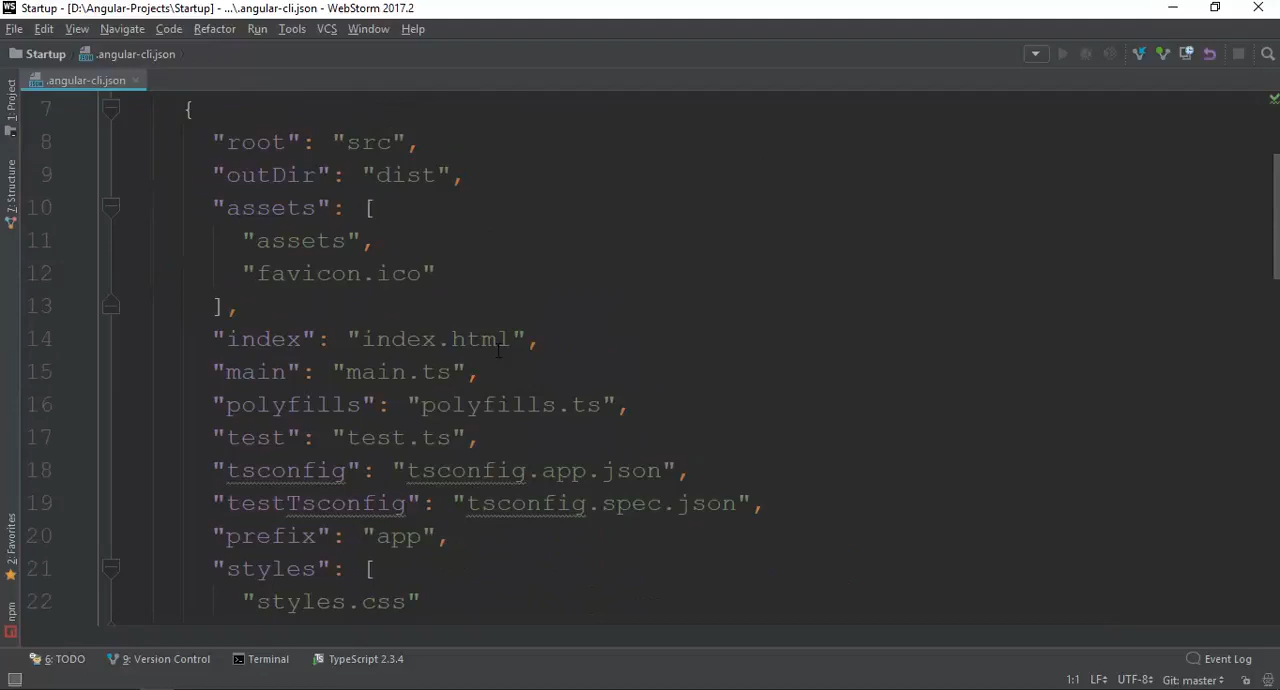 WS Startup - [D:\Angular-Projects\Startup] - ...\.angular-cli.json - WebStorm 2017.2
File Edit View Navigate Code Refactor Run Tools VCS Window Help
Startup .angular-cli.json
.angular-cli.json
1: Project
7: Structure
2: Favorites
npm
7 {
8 "root": "src",
9 "outDir": "dist",
10 "assets": [
11 "assets",
12 "favicon.ico"
13 ],
14 "index": "index.html",
15 "main": "main.ts",
16 "polyfills": "polyfills.ts",
17 "test": "test.ts",
18 "tsconfig": "tsconfig.app.json",
19 "testTsconfig": "tsconfig.spec.json",
20 "prefix": "app",
21 "styles": [
22 "styles.css"
6: TODO 9: Version Control Terminal TypeScript 2.3.4 Event Log
1:1 LF UTF-8 Git: master